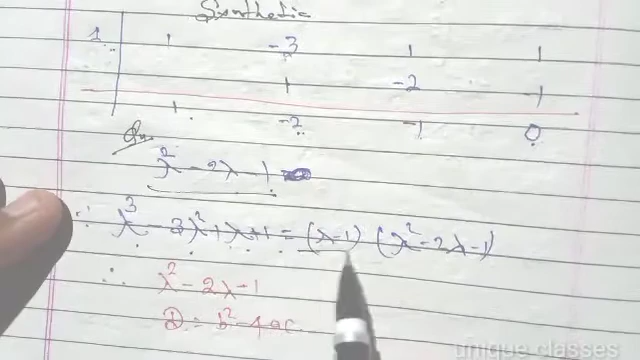 Synthetic
1 | 1 -3 1 1
1 -2 -1
1 -2 -1 0
Qu.
λ² - 2λ - 1
∴ λ³ - 3λ² + λ + 1 = (λ-1) (λ² - 2λ - 1)
∴ λ² - 2λ - 1
D = b² - 4ac
unique classes